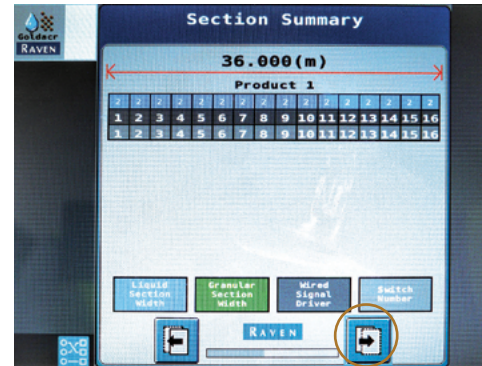 Section Summary
Goldacr
RAVEN
36.000(m)
Product 1
2 2 2 2 2 2 2 2 2 2 2 2 2 2 2 2
1 2 3 4 5 6 7 8 9 10 11 12 13 14 15 16
1 2 3 4 5 6 7 8 9 10 11 12 13 14 15 16
Liquid Granular Wired Switch
Section Section Signal Number
Width Width Driver
RAVEN